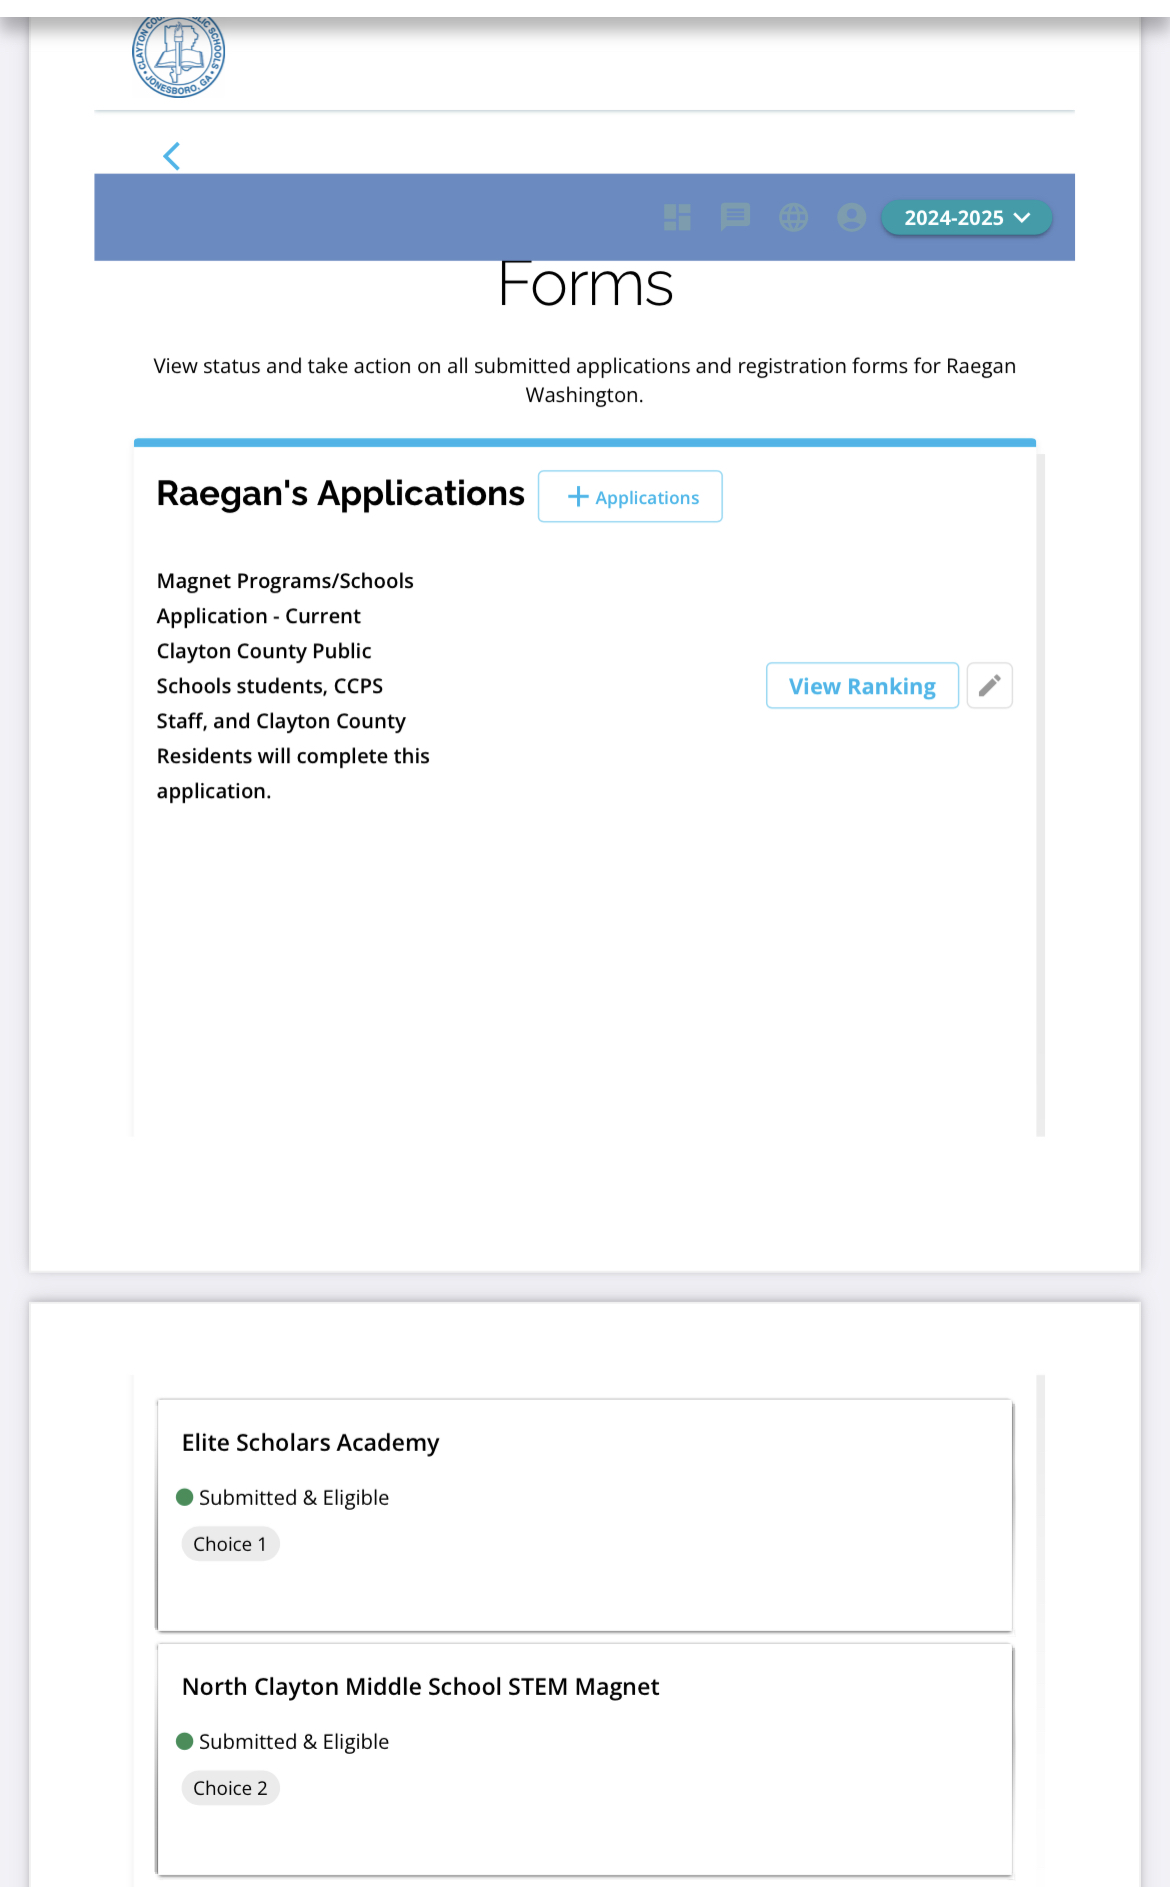 CLAYTON COUNTY PUBLIC SCHOOLS
JONESBORO, GA
2024-2025
Forms
View status and take action on all submitted applications and registration forms for Raegan
Washington.
Raegan's Applications
Applications
Magnet Programs/Schools
Application - Current
Clayton County Public
Schools students, CCPS
Staff, and Clayton County
Residents will complete this
application.
View Ranking
Elite Scholars Academy
Submitted & Eligible
Choice 1
North Clayton Middle School STEM Magnet
Submitted & Eligible
Choice 2